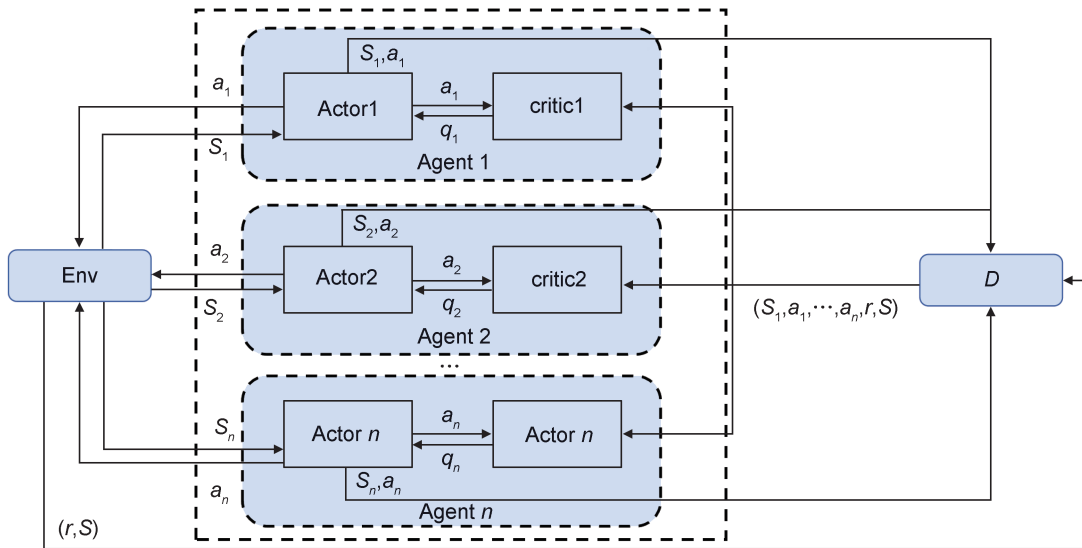 S₁,a₁
a₁
Actor1
a₁
critic1
q₁
S₁
Agent 1
S₂,a₂
a₂
Env
Actor2
a₂
critic2
D
q₂
S₂
(S₁,a₁,⋯,aₙ,r,S)
Agent 2
...
Sₙ
Actor n
aₙ
Actor n
qₙ
Sₙ,aₙ
aₙ
Agent n
(r,S)